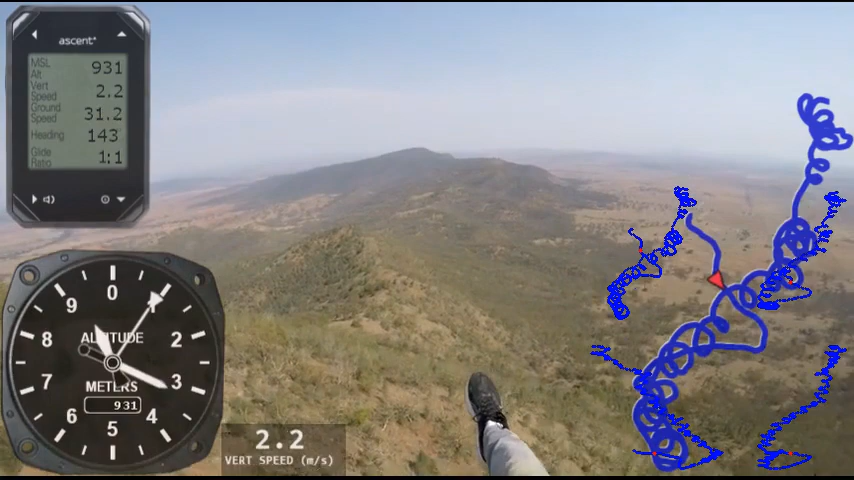 ascent
MSL Alt 931
Vert Speed 2.2
Ground Speed 31.2
Heading 143
Glide Ratio 1:1
0
9 1
8 ALTITUDE 2
7 METERS 3
931
6 4
5
2.2
VERT SPEED (m/s)